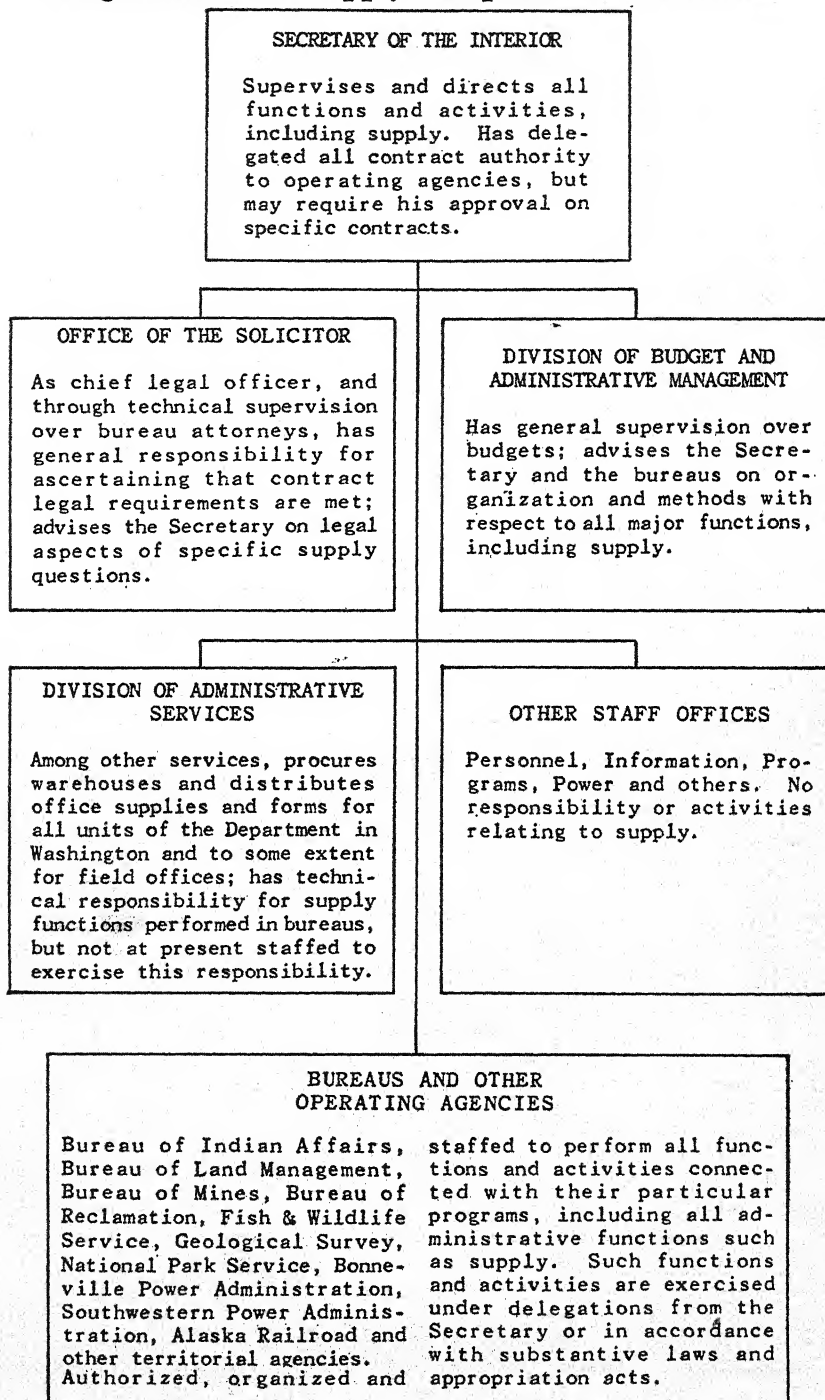 SECRETARY OF THE INTERIOR
Supervises and directs all
functions and activities,
including supply. Has dele-
gated all contract authority
to operating agencies, but
may require his approval on
specific contracts.
OFFICE OF THE SOLICITOR
As chief legal officer, and
through technical supervision
over bureau attorneys, has
general responsibility for
ascertaining that contract
legal requirements are met;
advises the Secretary on legal
aspects of specific supply
questions.
DIVISION OF BUDGET AND
ADMINISTRATIVE MANAGEMENT
Has general supervision over
budgets; advises the Secre-
tary and the bureaus on or-
ganization and methods with
respect to all major functions,
including supply.
DIVISION OF ADMINISTRATIVE
SERVICES
Among other services, procures
warehouses and distributes
office supplies and forms for
all units of the Department in
Washington and to some extent
for field offices; has techni-
cal responsibility for supply
functions performed in bureaus,
but not at present staffed to
exercise this responsibility.
OTHER STAFF OFFICES
Personnel, Information, Pro-
grams, Power and others. No
responsibility or activities
relating to supply.
BUREAUS AND OTHER
OPERATING AGENCIES
Bureau of Indian Affairs,
Bureau of Land Management,
Bureau of Mines, Bureau of
Reclamation, Fish & Wildlife
Service, Geological Survey,
National Park Service, Bonne-
ville Power Administration,
Southwestern Power Adminis-
tration, Alaska Railroad and
other territorial agencies.
Authorized, organized and
staffed to perform all func-
tions and activities connec-
ted with their particular
programs, including all ad-
ministrative functions such
as supply. Such functions
and activities are exercised
under delegations from the
Secretary or in accordance
with substantive laws and
appropriation acts.